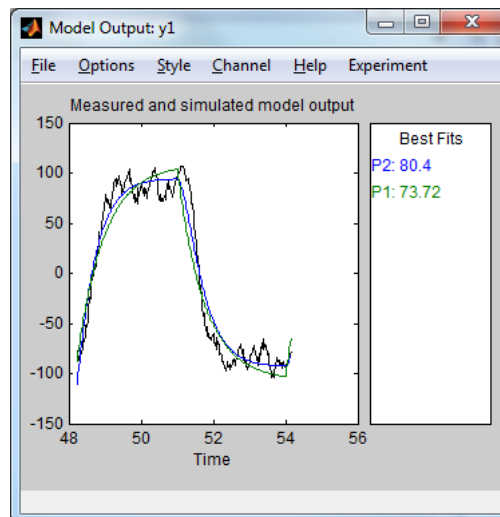 Model Output: y1
File Options Style Channel Help Experiment
Measured and simulated model output
150
100
50
0
-50
-100
-150
48 50 52 54 56
Time
Best Fits
P2: 80.4
P1: 73.72